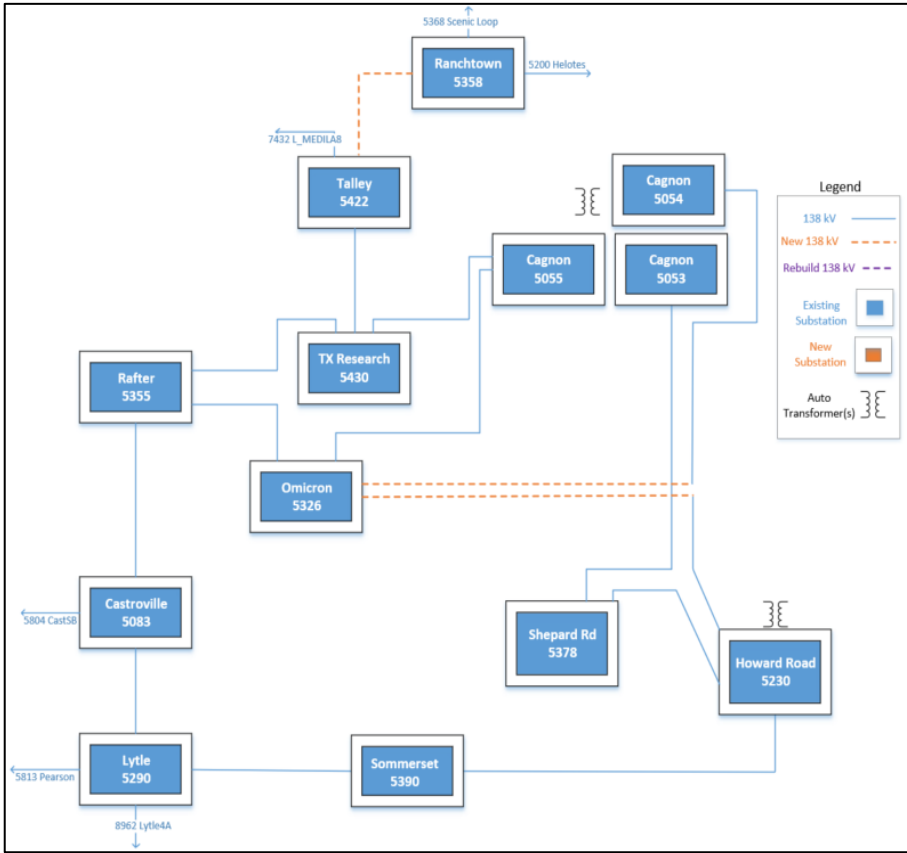 5368 Scenic Loop
Ranchtown
5358
5200 Helotes
7432 L_MEDILA8
Talley
5422
Cagnon
5054
Cagnon
5055
Cagnon
5053
Legend
138 kV
New 138 kV
Rebuild 138 kV
Existing
Substation
New
Substation
Auto
Transformer(s)
TX Research
5430
Rafter
5355
Omicron
5326
Castroville
5083
5804 CastSB
Shepard Rd
5378
Howard Road
5230
Lytle
5290
5813 Pearson
8962 Lytle4A
Sommerset
5390